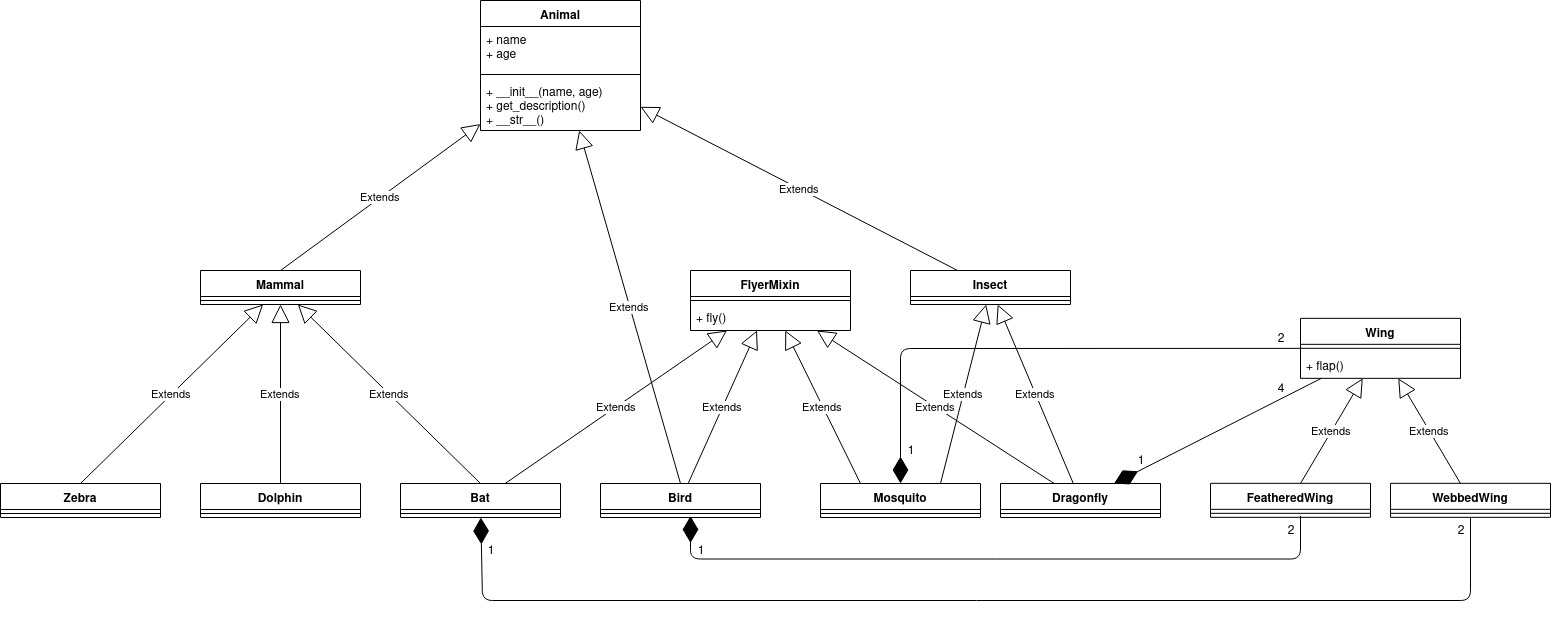 Animal
+ name
+ age
+ __init__(name, age)
+ get_description()
+ __str__()
Extends
Extends
Extends
Mammal
FlyerMixin
+ fly()
Insect
Wing
+ flap()
2
4
Extends
Extends
Extends
Extends
Extends
Extends
Extends
Extends
Extends
Extends
Extends
1
1
Zebra
Dolphin
Bat
Bird
Mosquito
Dragonfly
FeatheredWing
WebbedWing
1
1
2
2